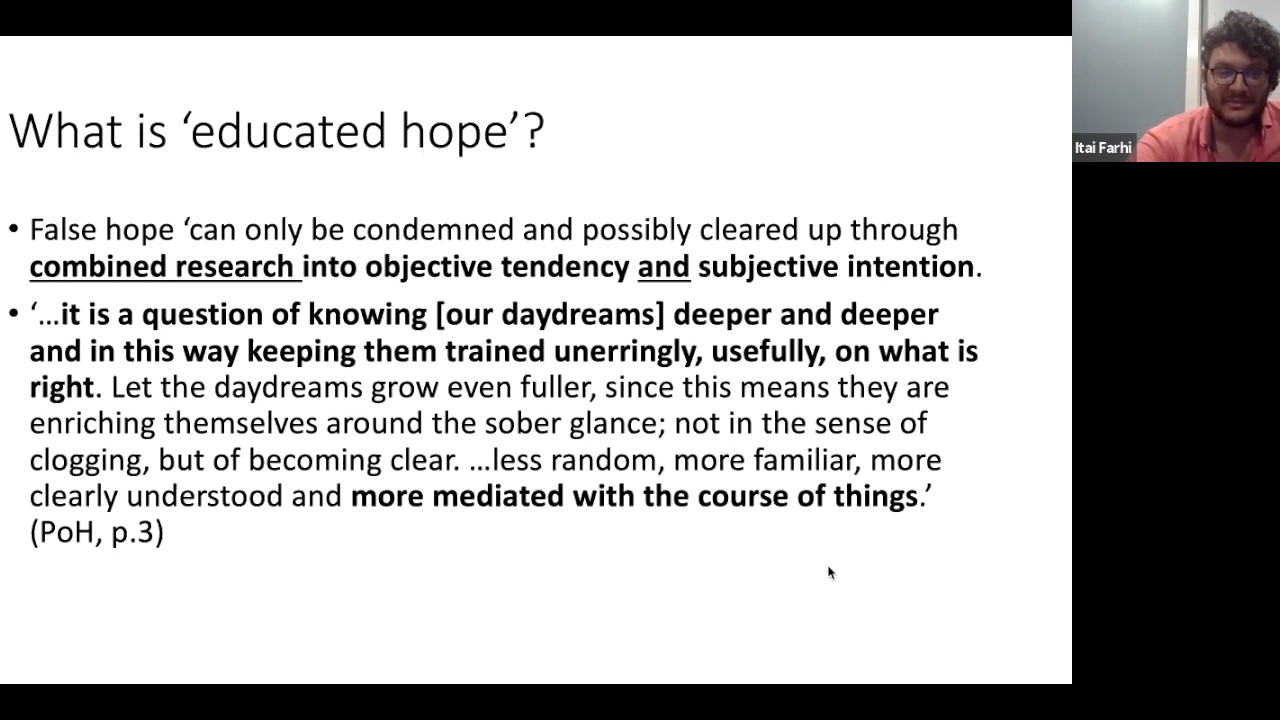 What is ‘educated hope’?
• False hope ‘can only be condemned and possibly cleared up through
combined research into objective tendency and subjective intention.
• ‘…it is a question of knowing [our daydreams] deeper and deeper
and in this way keeping them trained unerringly, usefully, on what is
right. Let the daydreams grow even fuller, since this means they are
enriching themselves around the sober glance; not in the sense of
clogging, but of becoming clear. …less random, more familiar, more
clearly understood and more mediated with the course of things.’
(PoH, p.3)
Itai Farhi